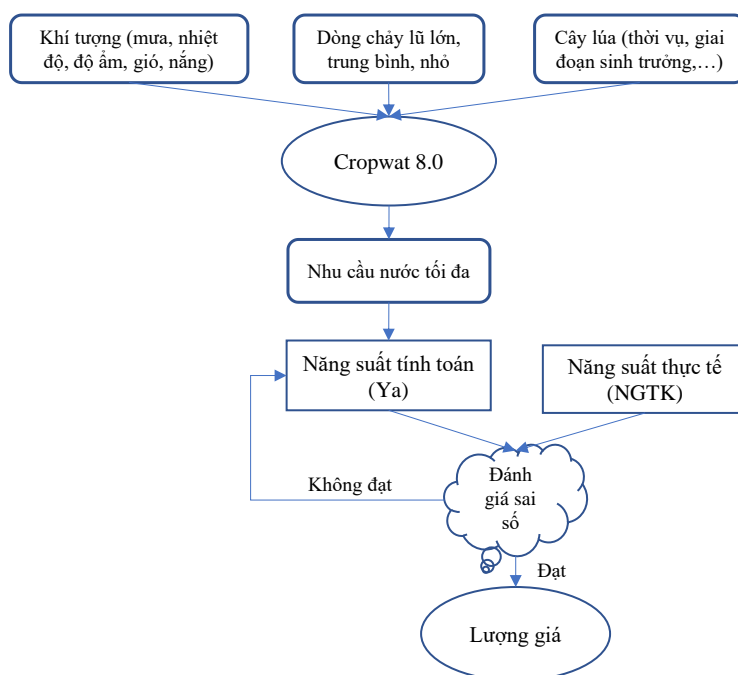 Khí tượng (mưa, nhiệt
độ, độ ẩm, gió, nắng)
Dòng chảy lũ lớn,
trung bình, nhỏ
Cây lúa (thời vụ, giai
đoạn sinh trưởng,…)
Cropwat 8.0
Nhu cầu nước tối đa
Năng suất tính toán
(Ya)
Năng suất thực tế
(NGTK)
Không đạt
Đánh
giá sai
số
Đạt
Lượng giá